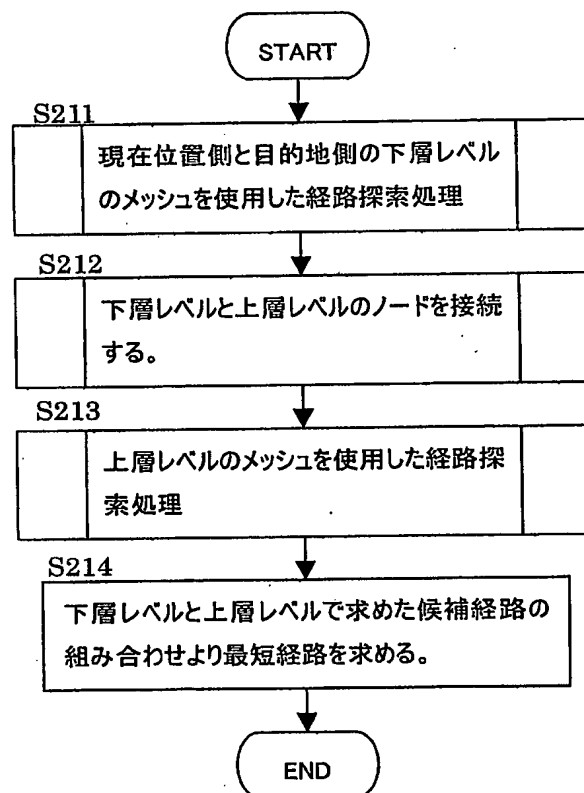 START
S211
現在位置側と目的地側の下層レベル
のメッシュを使用した経路探索処理
S212
下層レベルと上層レベルのノードを接続
する。
S213
上層レベルのメッシュを使用した経路探
索処理
S214
下層レベルと上層レベルで求めた候補経路の
組み合わせより最短経路を求める。
END